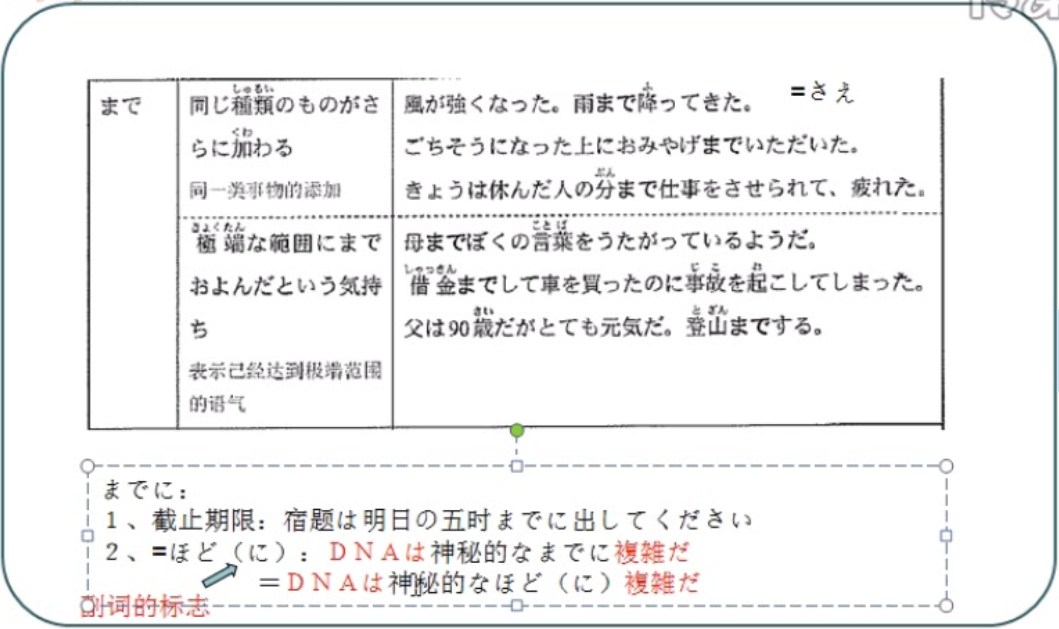 まで
同じ種類のものがさ
らに加わる
同一类事物的添加
風が強くなった。雨まで降ってきた。 =さえ
ごちそうになった上におみやげまでいただいた。
きょうは休んだ人の分まで仕事をさせられて、疲れた。
極端な範囲にまで
およんだという気持
ち
表示已经达到极端范围
的语气
母までぼくの言葉をうたがっているようだ。
借金までして車を買ったのに事故を起こしてしまった。
父は90歳だがとても元気だ。登山までする。
までに：
１、截止期限：宿题は明日の五时までに出してください
２、=ほど（に）：ＤＮＡは神秘的なまでに複雑だ
＝ＤＮＡは神秘的なほど（に）複雑だ
副词的标志